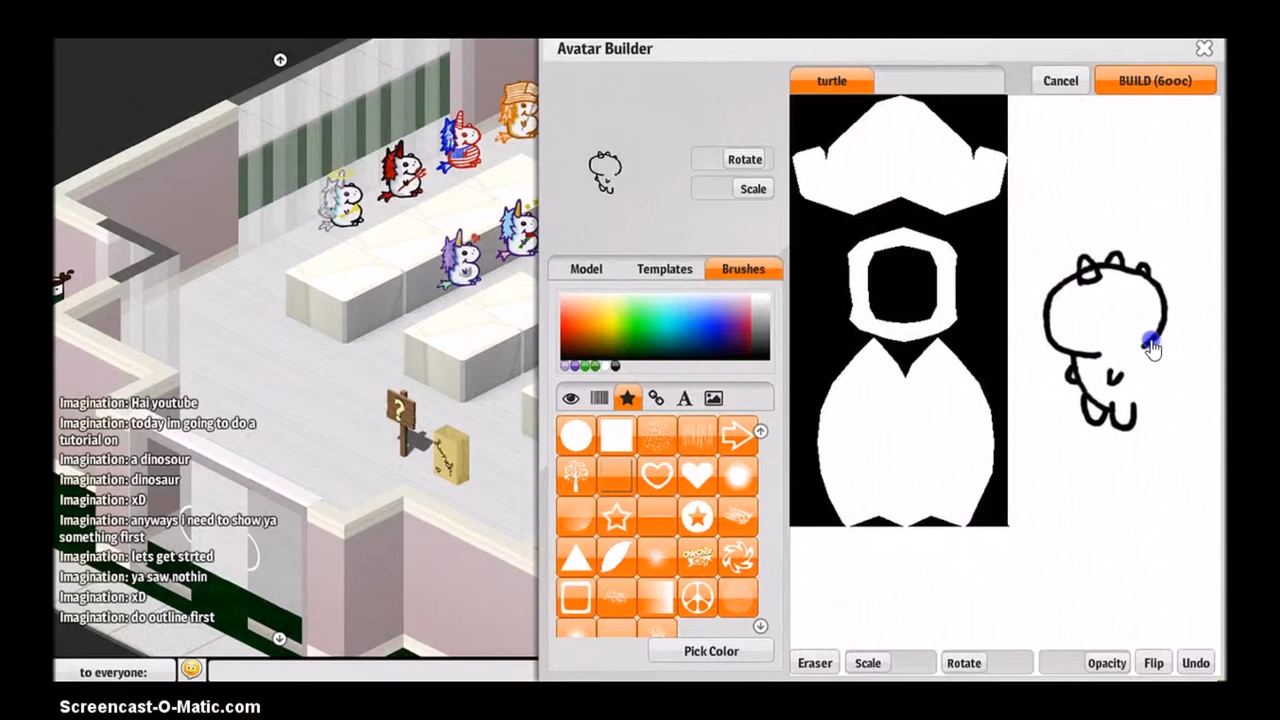 Avatar Builder
turtle
Cancel
BUILD (600c)
Rotate
Scale
Model
Templates
Brushes
A
?
Imagination: Hai youtube
Imagination: today im going to do a
tutorial on
Imagination: a dinosour
Imagination: dinosaur
Imagination: xD
Imagination: anyways i need to show ya
something first
Imagination: lets get strted
Imagination: ya saw nothin
Imagination: xD
Imagination: do outline first
Pick Color
to everyone:
Eraser
Scale
Rotate
Opacity
Flip
Undo
Screencast-O-Matic.com